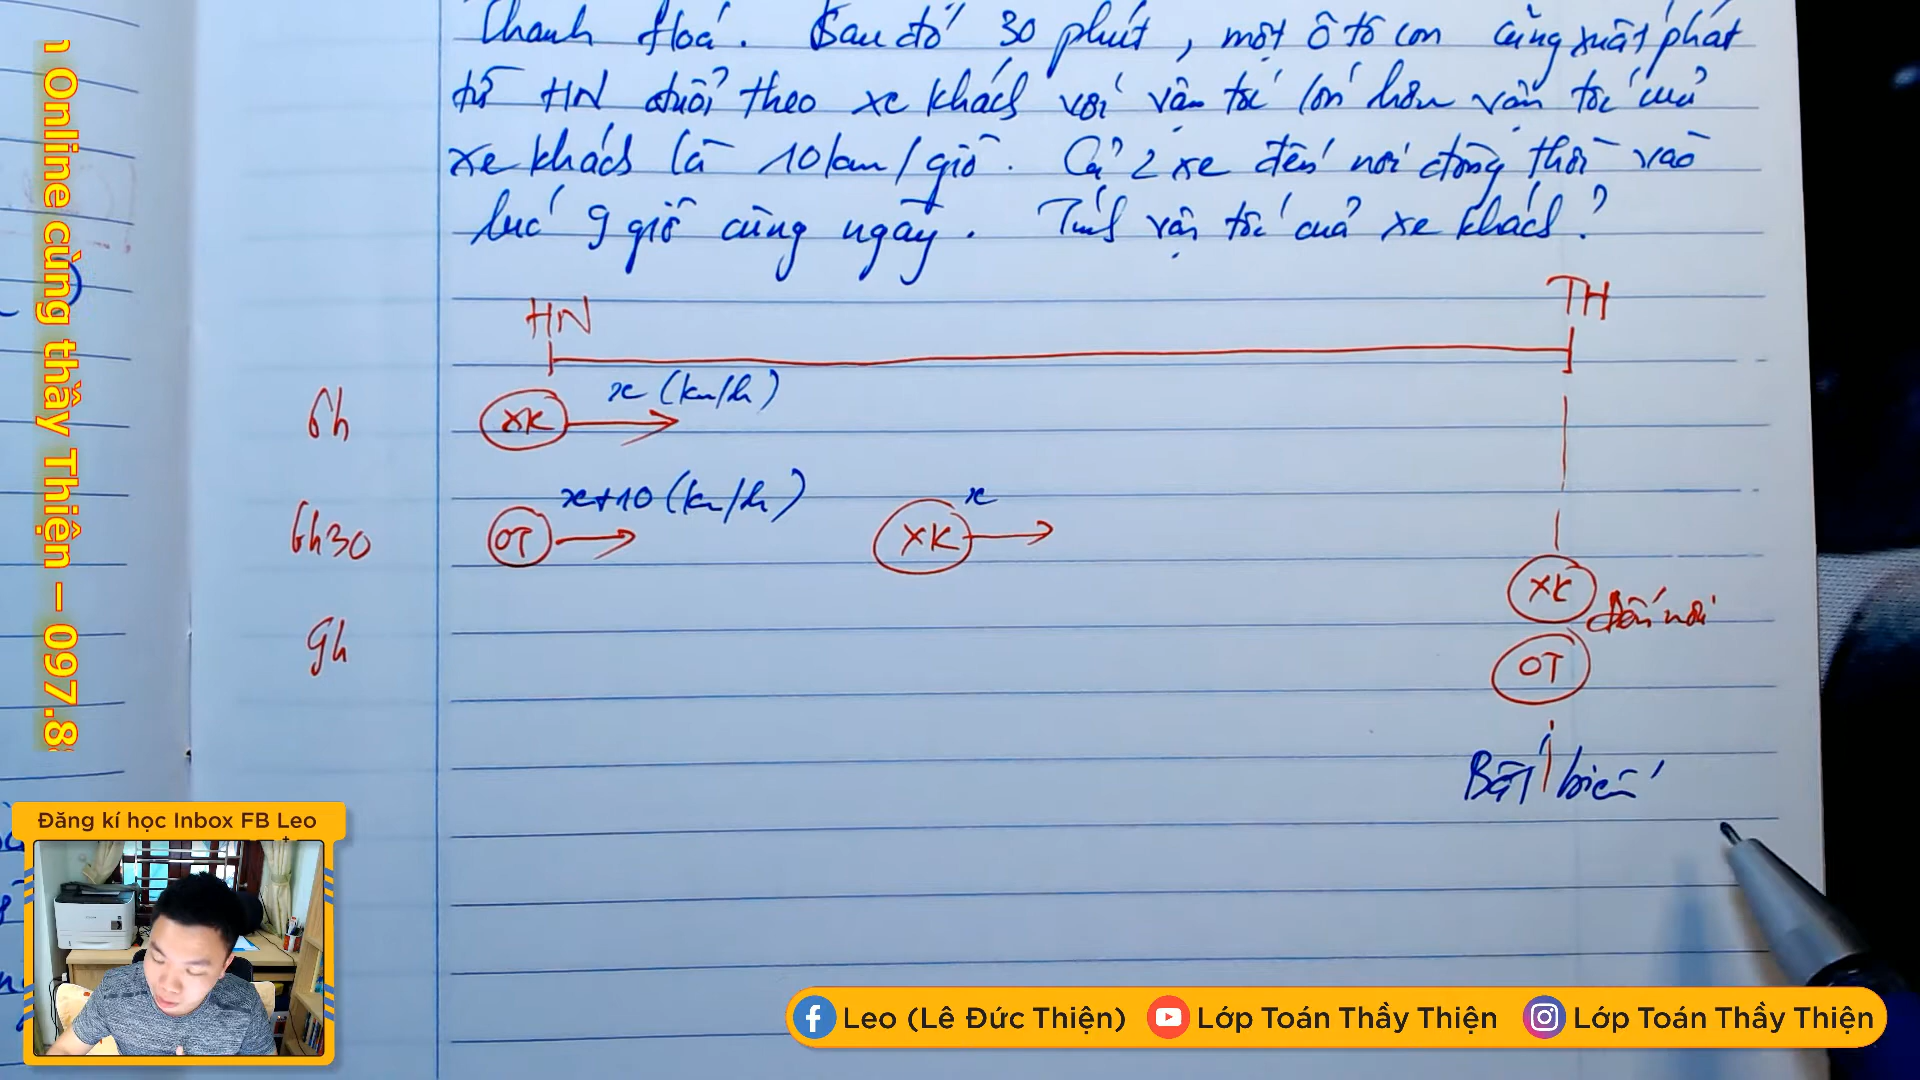 Thanh Hoá. Sau đó 30 phút, một ô tô con cũng xuất phát
từ HN đuổi theo xe khách với vận tốc lớn hơn vận tốc của
xe khách là 10km/giờ. Cả 2 xe đến nơi đồng thời vào
lúc 9 giờ cùng ngày. Tính vận tốc của xe khách?
HN
TH
6h
XK
x (km/h)
6h30
OT
x+10 (km/h)
XK
x
9h
XK
Đến nơi
OT
Bất biến
Online cùng thầy Thiện – 097.8
Đăng kí học Inbox FB Leo
Leo (Lê Đức Thiện)
Lớp Toán Thầy Thiện
Lớp Toán Thầy Thiện